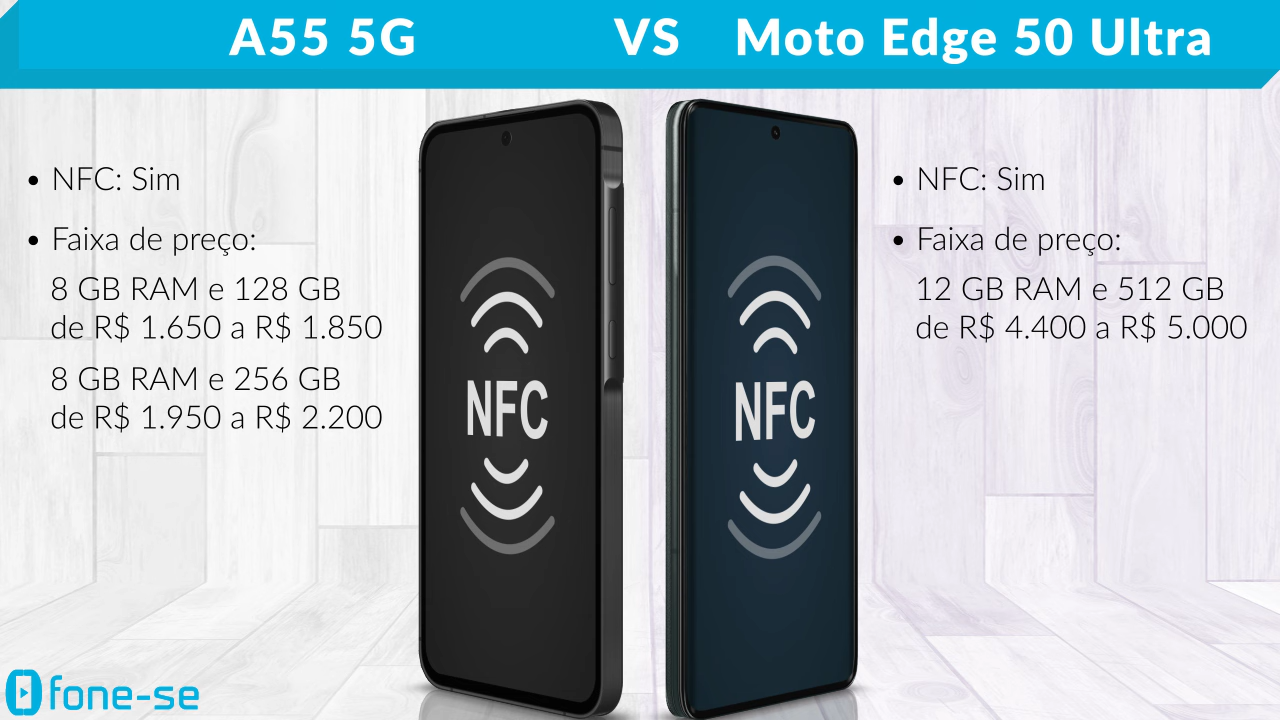 A55 5G VS Moto Edge 50 Ultra
• NFC: Sim
• Faixa de preço:
8 GB RAM e 128 GB
de R$ 1.650 a R$ 1.850
8 GB RAM e 256 GB
de R$ 1.950 a R$ 2.200
NFC
NFC
• NFC: Sim
• Faixa de preço:
12 GB RAM e 512 GB
de R$ 4.400 a R$ 5.000
fone-se